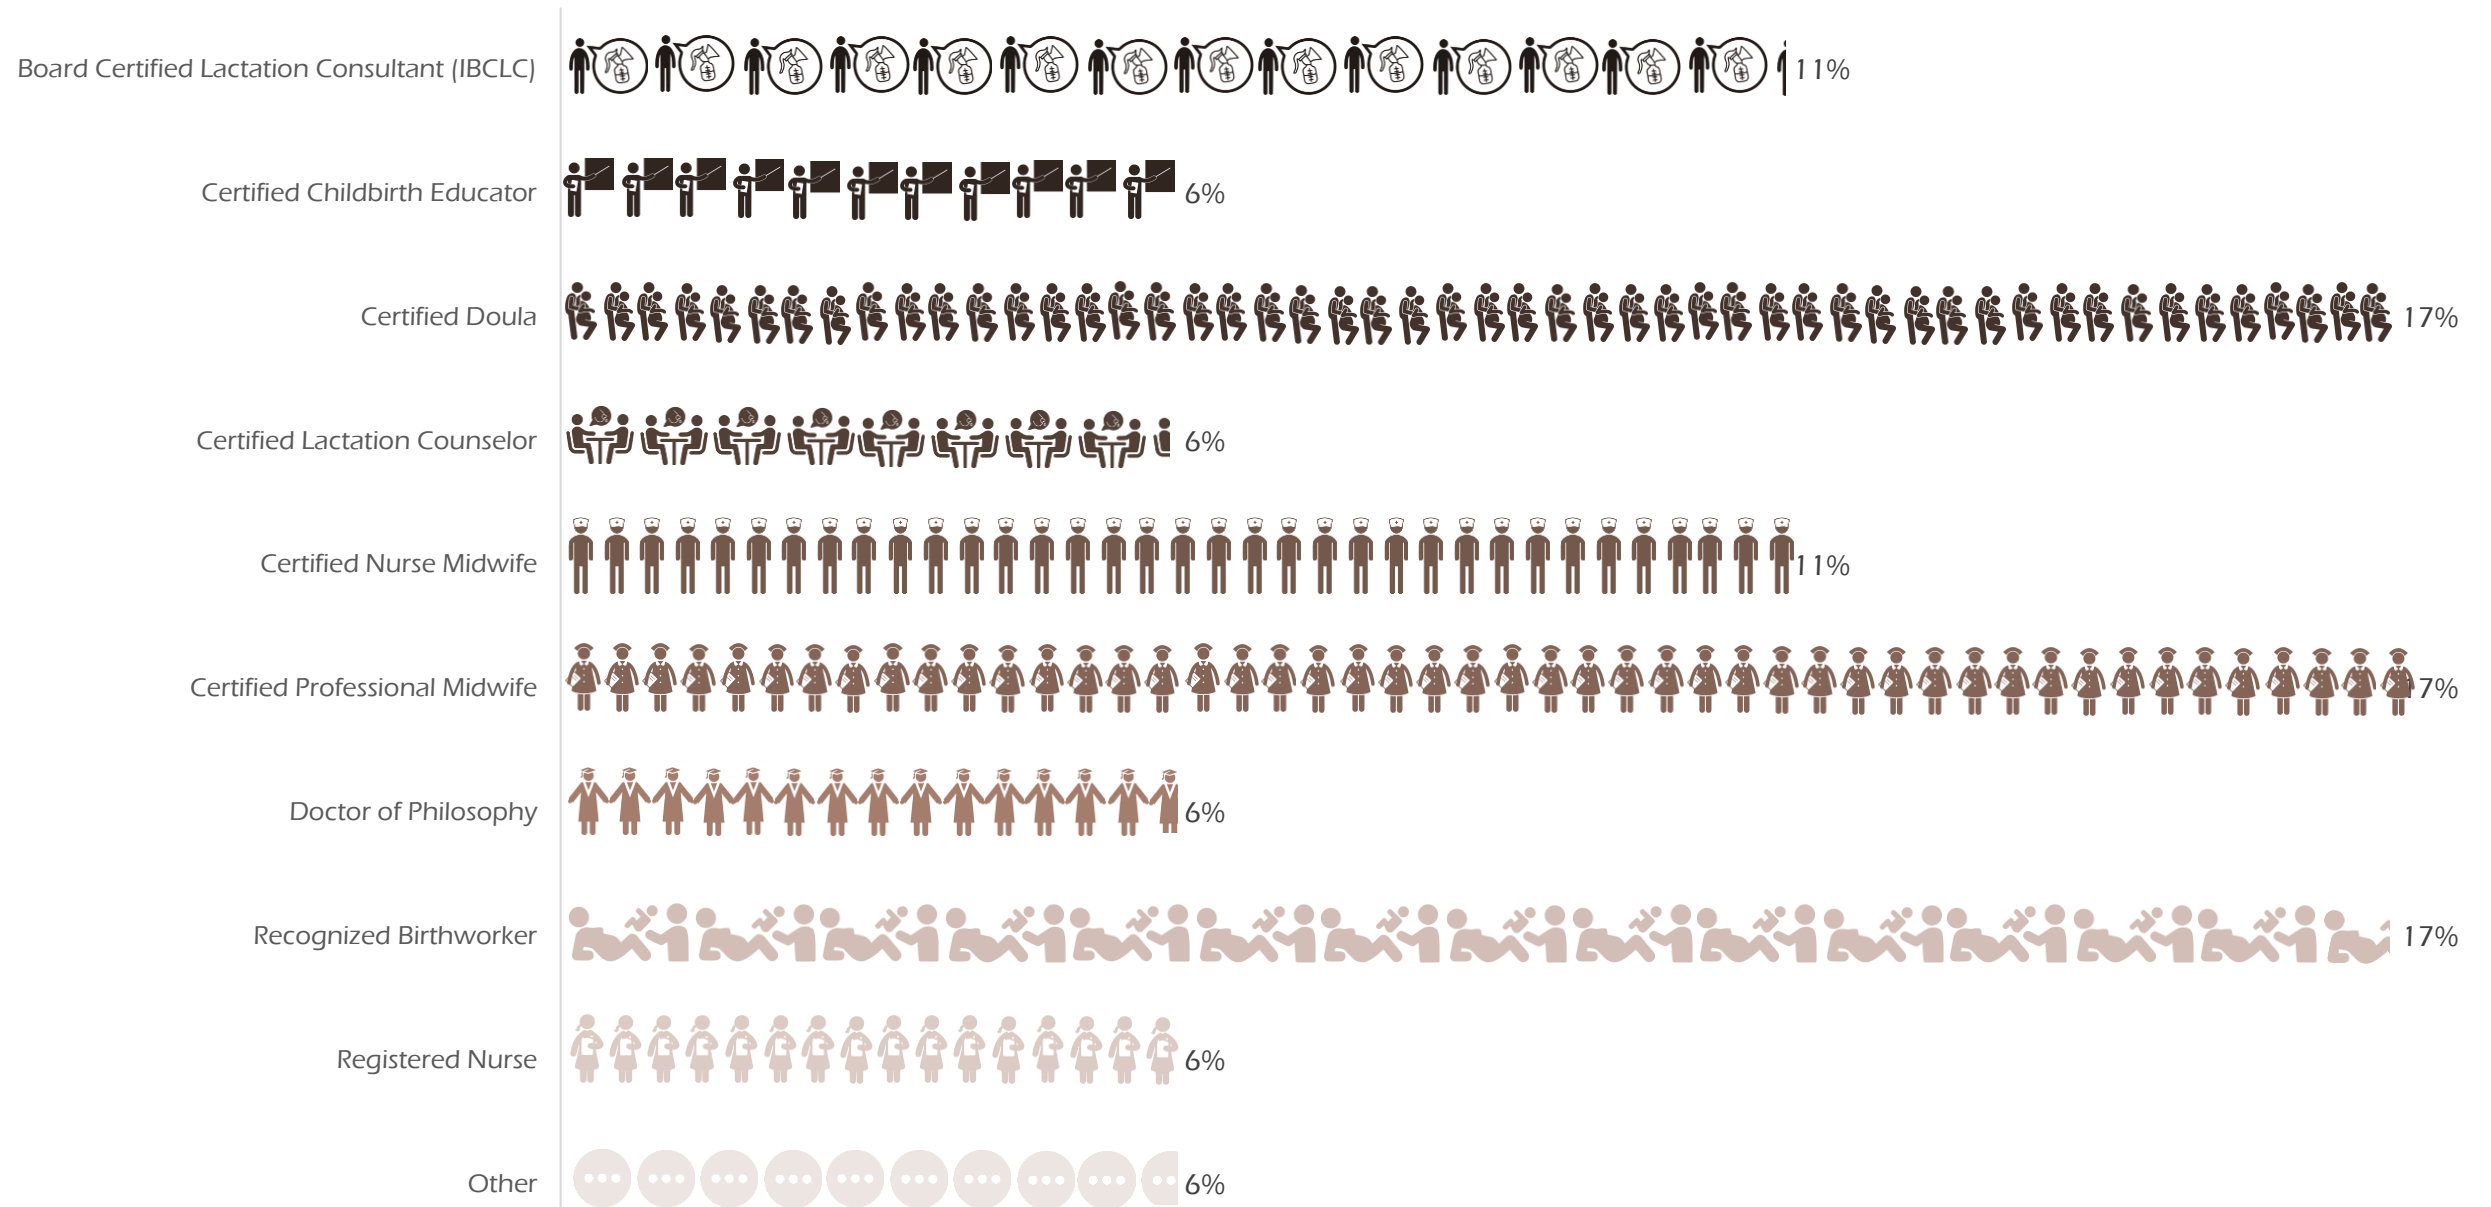 Board Certified Lactation Consultant (IBCLC) 11%
Certified Childbirth Educator 6%
Certified Doula 17%
Certified Lactation Counselor 6%
Certified Nurse Midwife 11%
Certified Professional Midwife 17%
Doctor of Philosophy 6%
Recognized Birthworker 17%
Registered Nurse 6%
Other 6%